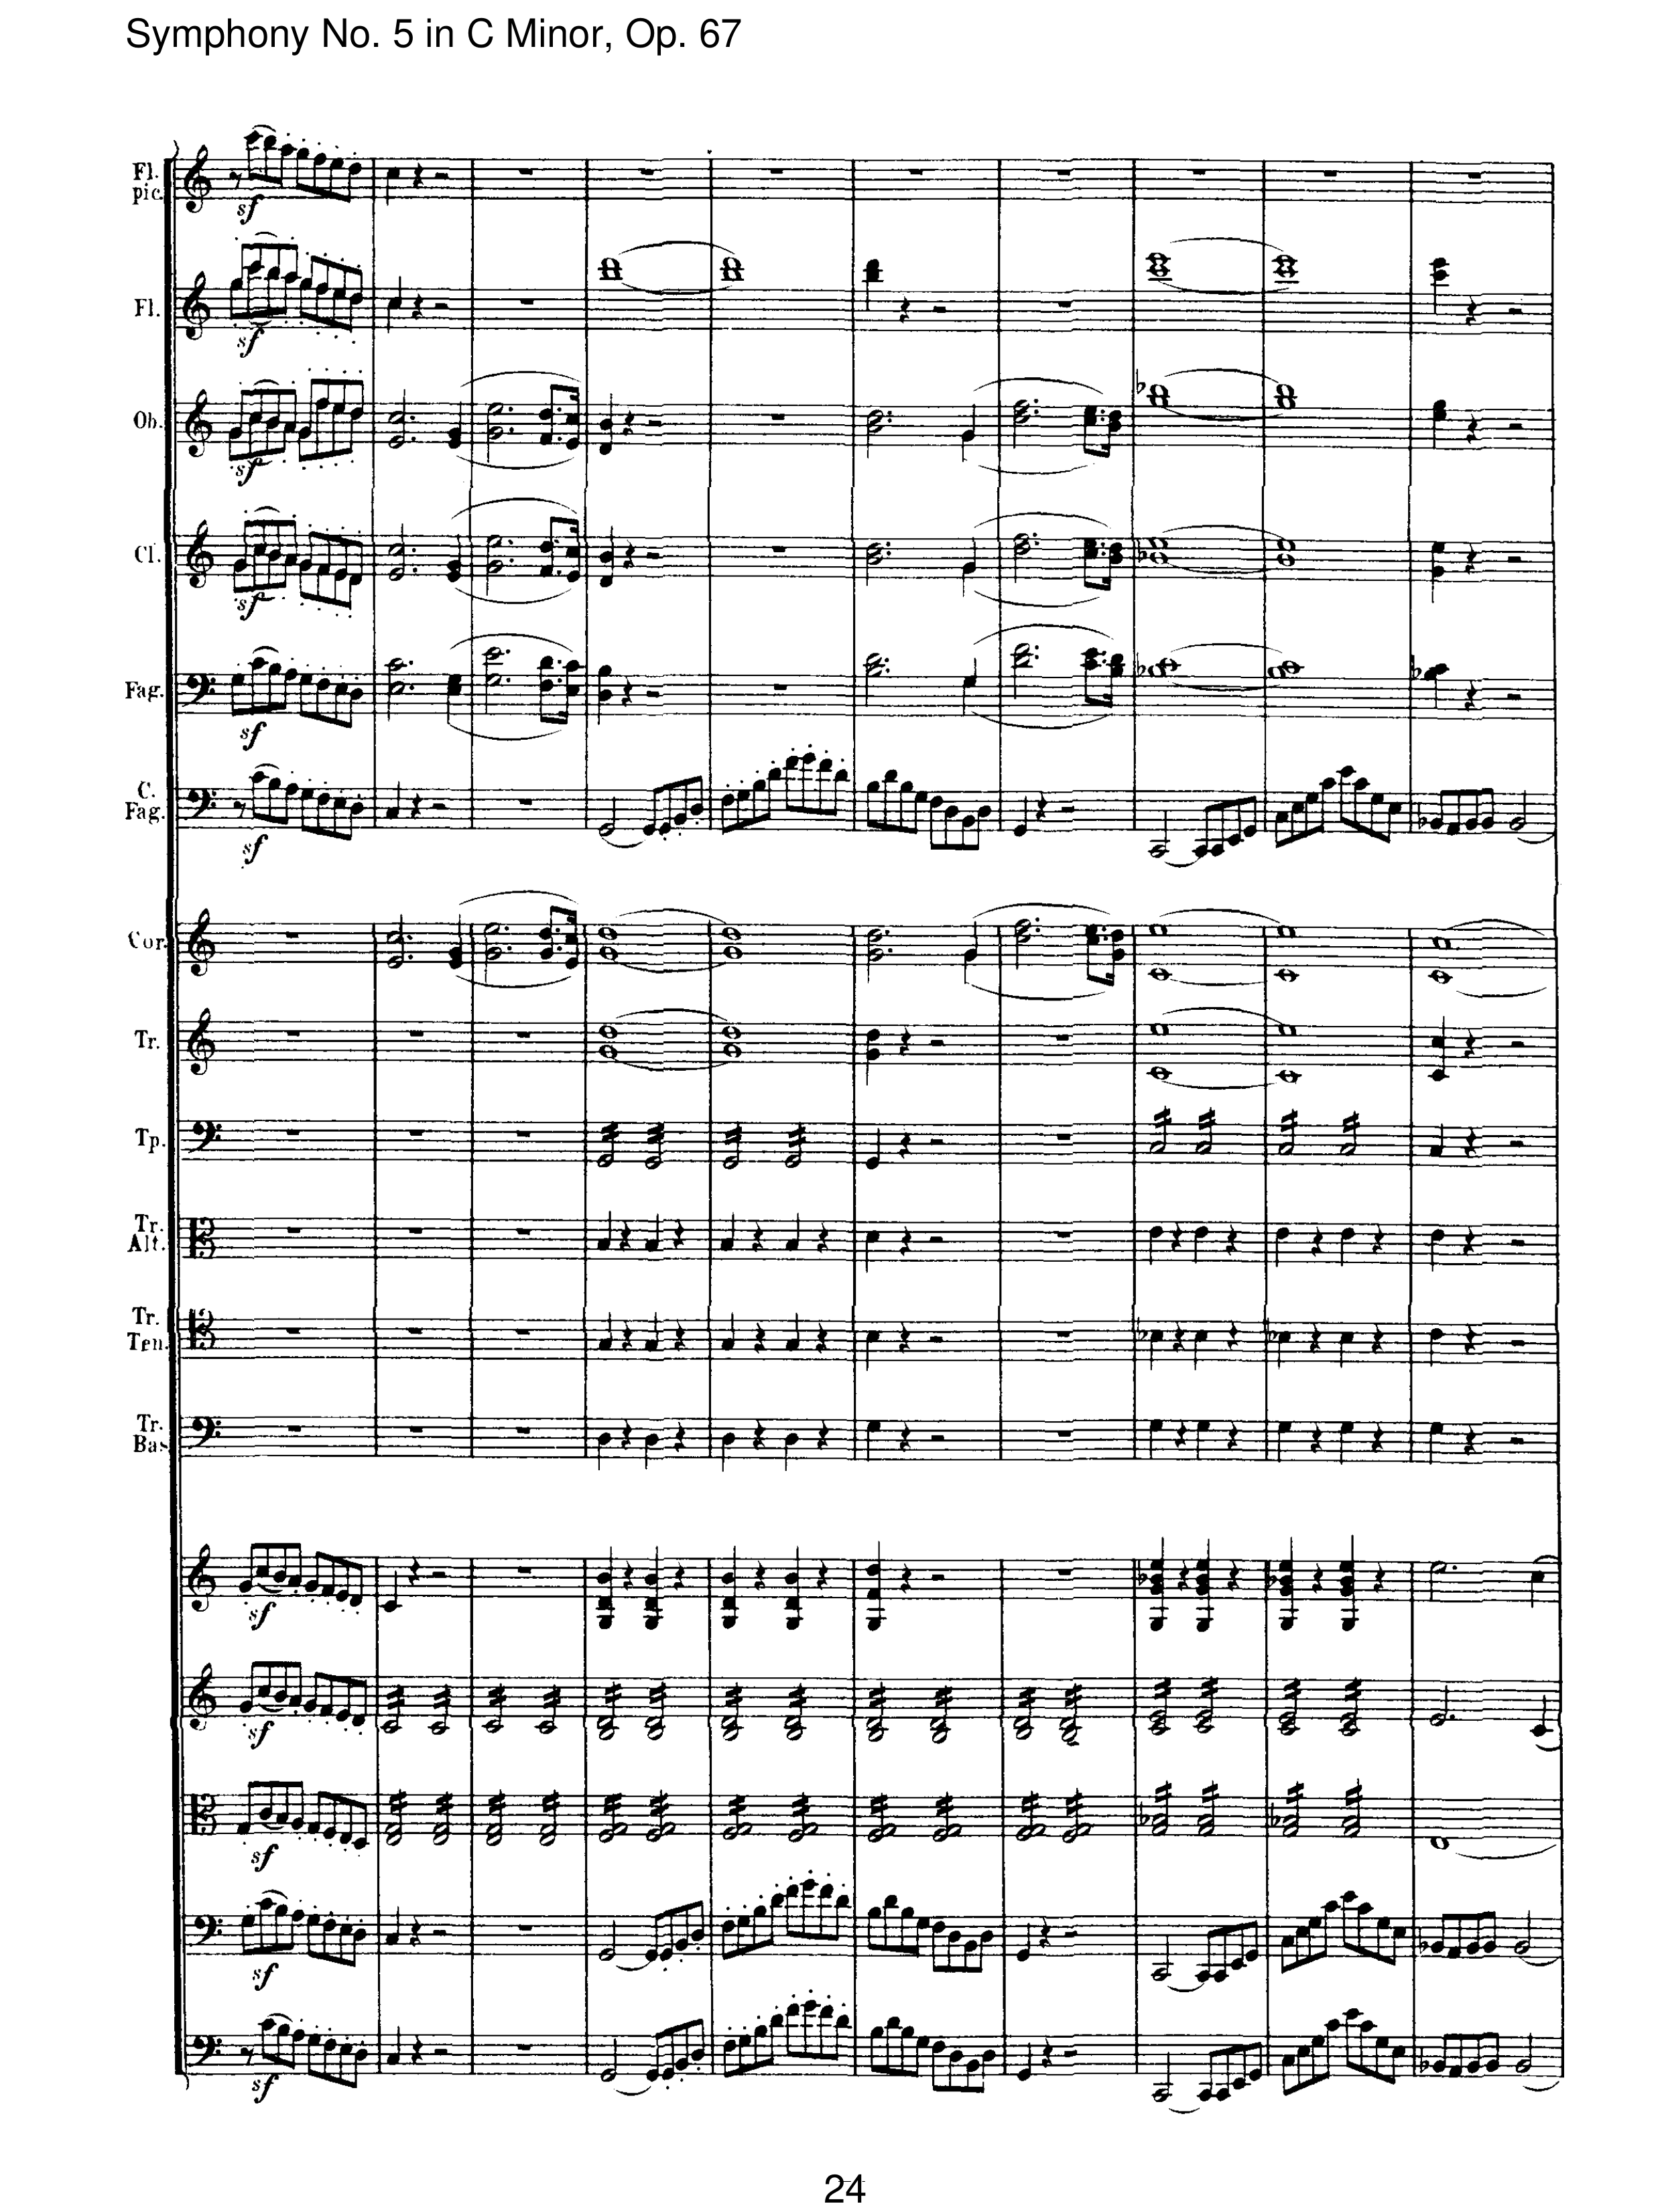 Symphony No. 5 in C Minor, Op. 67
Fl.
pic.
sf
Fl.
sf
Ob.
sf
Cl.
sf
Fag.
sf
C.
Fag.
sf
Cor.
Tr.
Tp.
Tr.
Alt.
Tr.
Ten.
Tr.
Bas.
sf
sf
sf
sf
sf
24